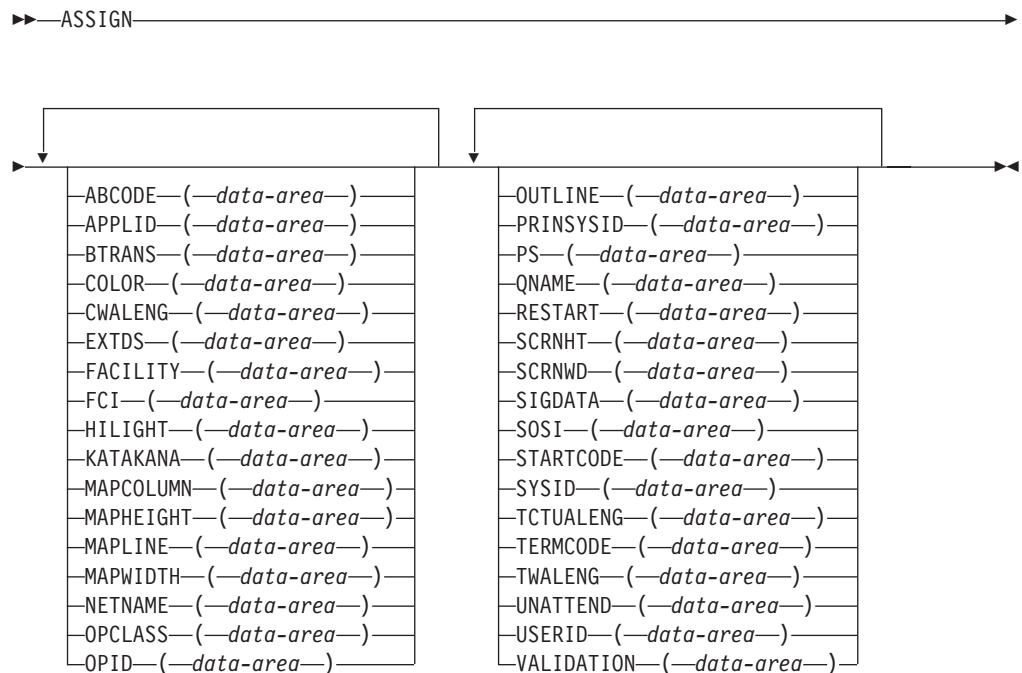 ASSIGN
ABCODE (data-area)
APPLID (data-area)
BTRANS (data-area)
COLOR (data-area)
CWALENG (data-area)
EXTDS (data-area)
FACILITY (data-area)
FCI (data-area)
HILIGHT (data-area)
KATAKANA (data-area)
MAPCOLUMN (data-area)
MAPHEIGHT (data-area)
MAPLINE (data-area)
MAPWIDTH (data-area)
NETNAME (data-area)
OPCLASS (data-area)
OPID (data-area)
OUTLINE (data-area)
PRINSYSID (data-area)
PS (data-area)
QNAME (data-area)
RESTART (data-area)
SCRNHT (data-area)
SCRNWD (data-area)
SIGDATA (data-area)
SOSI (data-area)
STARTCODE (data-area)
SYSID (data-area)
TCTUALENG (data-area)
TERMCODE (data-area)
TWALENG (data-area)
UNATTEND (data-area)
USERID (data-area)
VALIDATION (data-area)